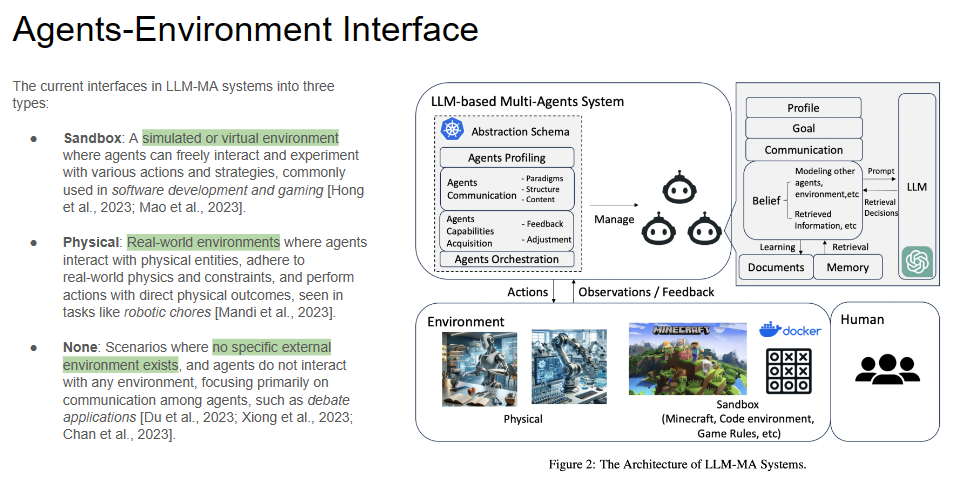 Agents-Environment Interface
The current interfaces in LLM-MA systems into three
types:
● Sandbox: A simulated or virtual environment
where agents can freely interact and experiment
with various actions and strategies, commonly
used in software development and gaming [Hong
et al., 2023; Mao et al., 2023].
● Physical: Real-world environments where agents
interact with physical entities, adhere to
real-world physics and constraints, and perform
actions with direct physical outcomes, seen in
tasks like robotic chores [Mandi et al., 2023].
● None: Scenarios where no specific external
environment exists, and agents do not interact
with any environment, focusing primarily on
communication among agents, such as debate
applications [Du et al., 2023; Xiong et al., 2023;
Chan et al., 2023].
LLM-based Multi-Agents System
Abstraction Schema
Agents Profiling
Agents
Communication
- Paradigms
- Structure
- Content
Agents
Capabilities
Acquisition
- Feedback
- Adjustment
Agents Orchestration
Manage
Profile
Goal
Communication
Belief
Modeling other
agents,
environment,etc
Retrieved
Information, etc
Prompt
Retrieval
Decisions
LLM
Learning
Retrieval
Documents
Memory
Actions
Observations / Feedback
Environment
Physical
MINECRAFT
docker
Sandbox
(Minecraft, Code environment,
Game Rules, etc)
Human
Figure 2: The Architecture of LLM-MA Systems.